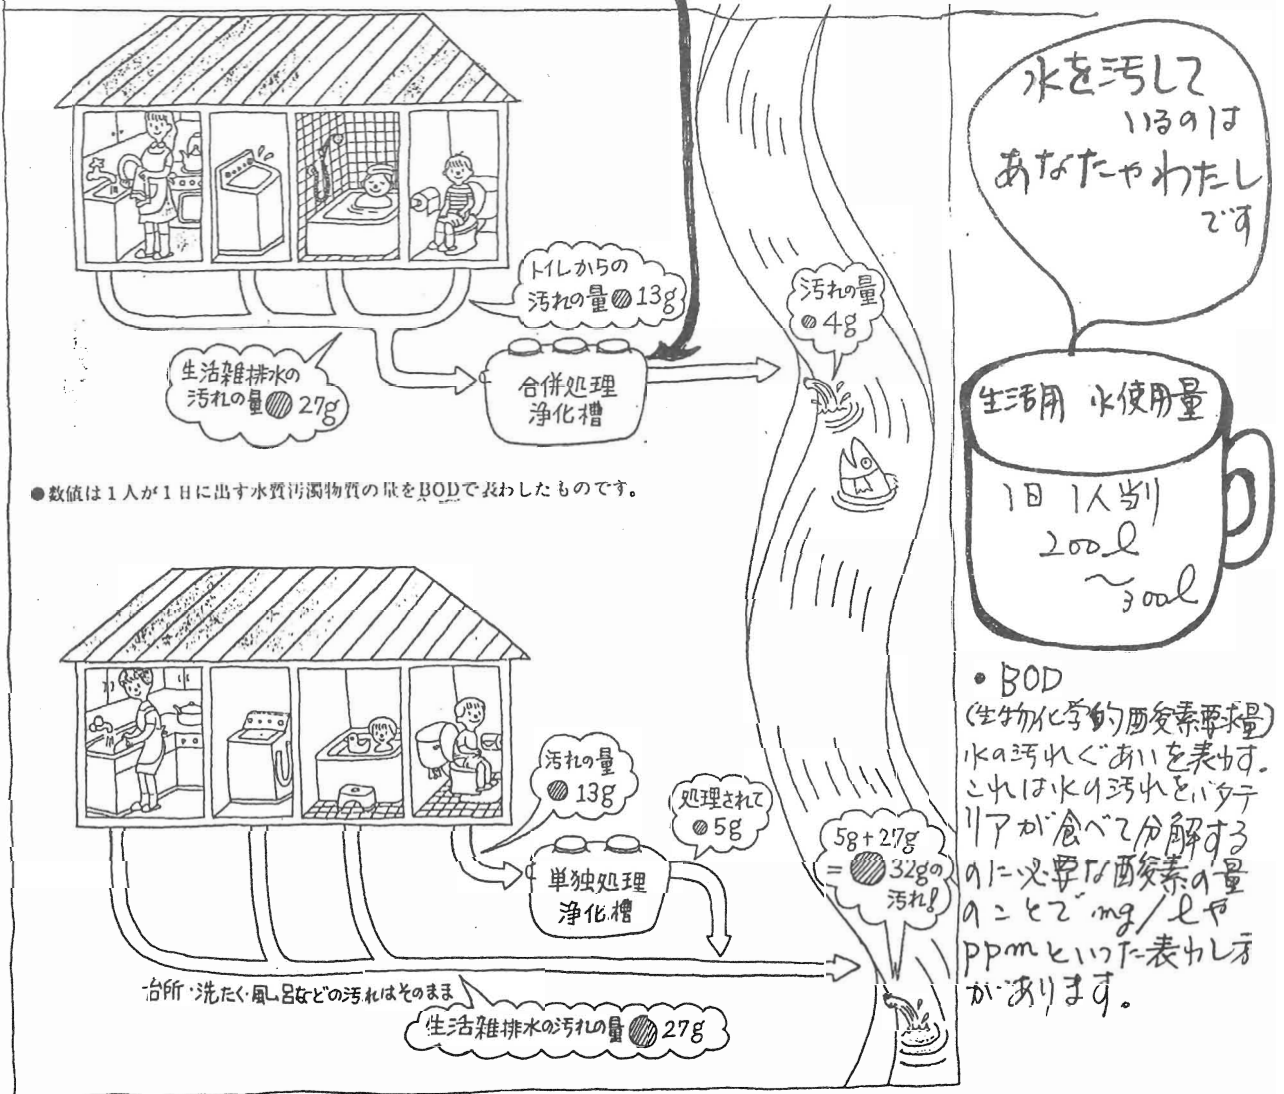 トイレからの
汚れの量 13g
生活雑排水の
汚れの量 27g
合併処理
浄化槽
汚れの量
4g
●数値は1人が1日に出す水質汚濁物質の量をBODで表わしたものです。
汚れの量
13g
処理されて
5g
単独処理
浄化槽
5g+27g
=32gの
汚れ!
台所・洗たく・風呂などの汚れはそのまま
生活雑排水の汚れの量 27g
水を汚して
いるのは
あなたやわたし
です
生活用 水使用量
1日 1人当り
200ℓ
〜300ℓ
・BOD
(生物化学的酸素要求量)
水の汚れぐあいを表わす。
これは水の汚れをバクテ
リアが食べて分解する
のに必要な酸素の量
のことで mg/ℓや
ppmといった表わし方
があります。